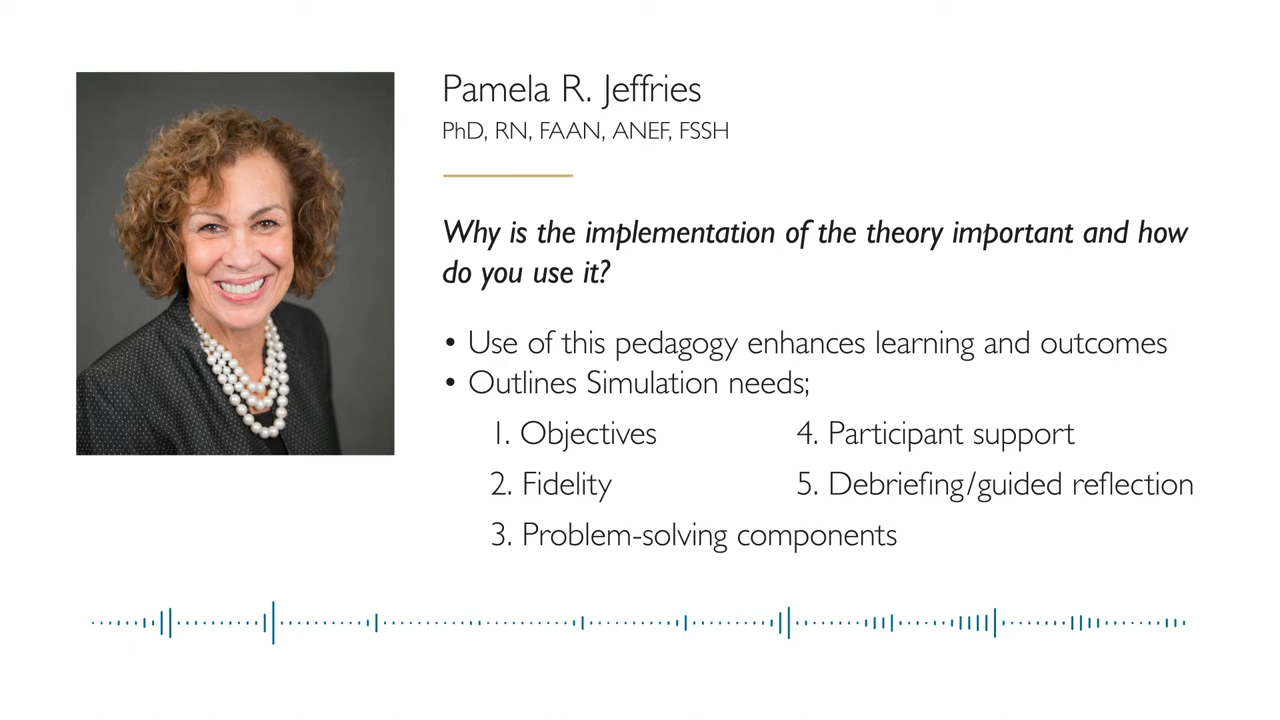 Pamela R. Jeffries
PhD, RN, FAAN, ANEF, FSSH
Why is the implementation of the theory important and how
do you use it?
• Use of this pedagogy enhances learning and outcomes
• Outlines Simulation needs;
1. Objectives
2. Fidelity
3. Problem-solving components
4. Participant support
5. Debriefing/guided reflection